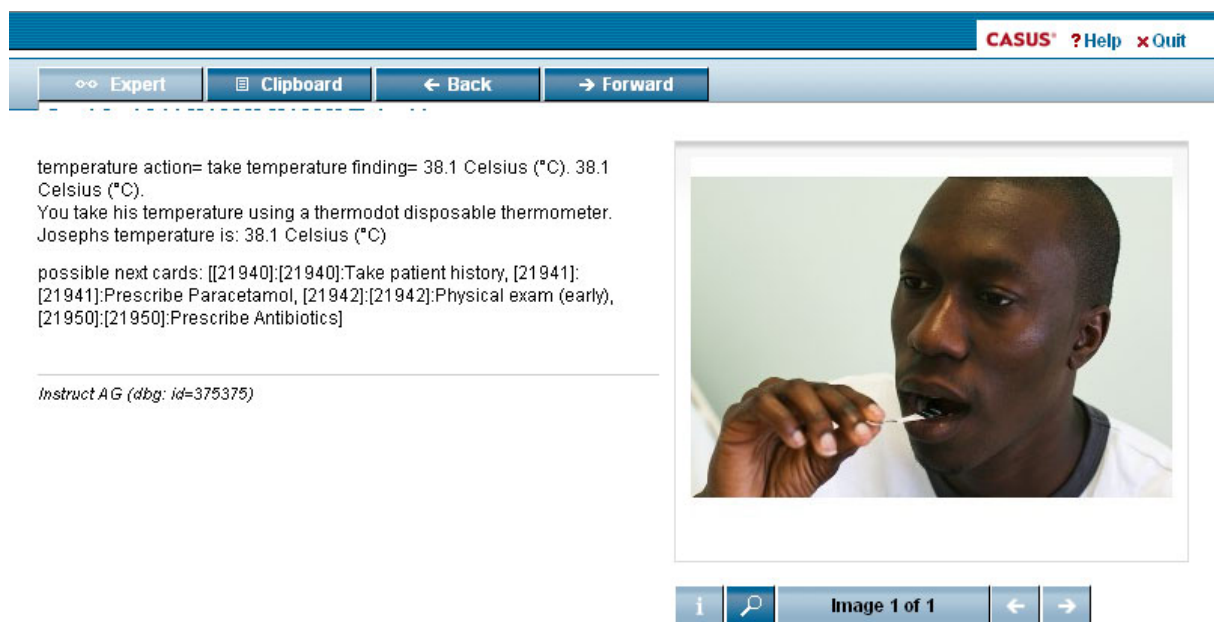 CASUS® ?Help ×Quit
Expert Clipboard ← Back → Forward
temperature action= take temperature finding= 38.1 Celsius (°C). 38.1
Celsius (°C).
You take his temperature using a thermodot disposable thermometer.
Josephs temperature is: 38.1 Celsius (°C)
possible next cards: [[21940]:[21940]:Take patient history, [21941]:
[21941]:Prescribe Paracetamol, [21942]:[21942]:Physical exam (early),
[21950]:[21950]:Prescribe Antibiotics]
Instruct AG (dbg: id=375375)
i Image 1 of 1 ← →